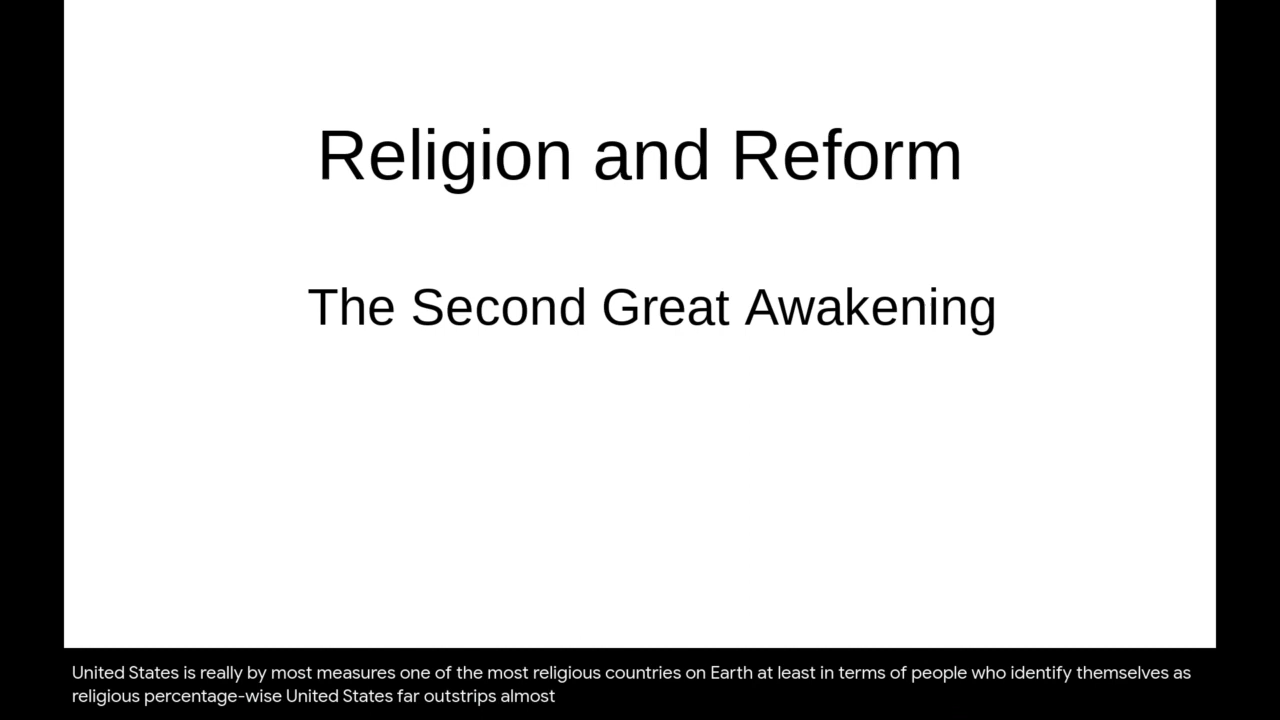 Religion and Reform
The Second Great Awakening
United States is really by most measures one of the most religious countries on Earth at least in terms of people who identify themselves as
religious percentage-wise United States far outstrips almost